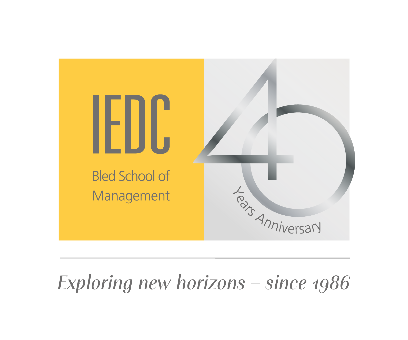 IEDC
Bled School of
Management
40
Years Anniversary
Exploring new horizons – since 1986